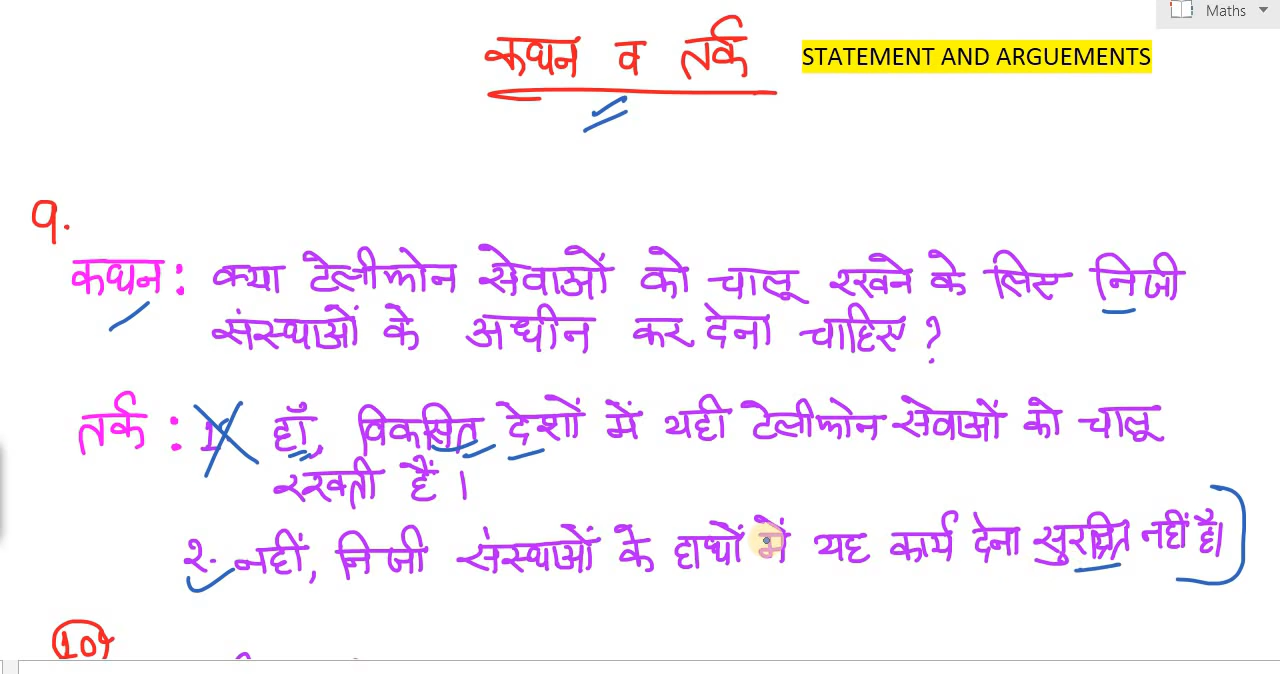 Maths
कथन व तर्क STATEMENT AND ARGUEMENTS
9.
कथन : क्या टेलीफोन सेवाओं को चालू रखने के लिए निजी
संस्थाओं के अधीन कर देना चाहिए ?
तर्क : 1. हाँ, विकसित देशों में यही टेलीफोन सेवाओं को चालू
रखती हैं ।
२. नहीं, निजी संस्थाओं के हाथों में यह कार्य देना सुरक्षित नहीं है।
10